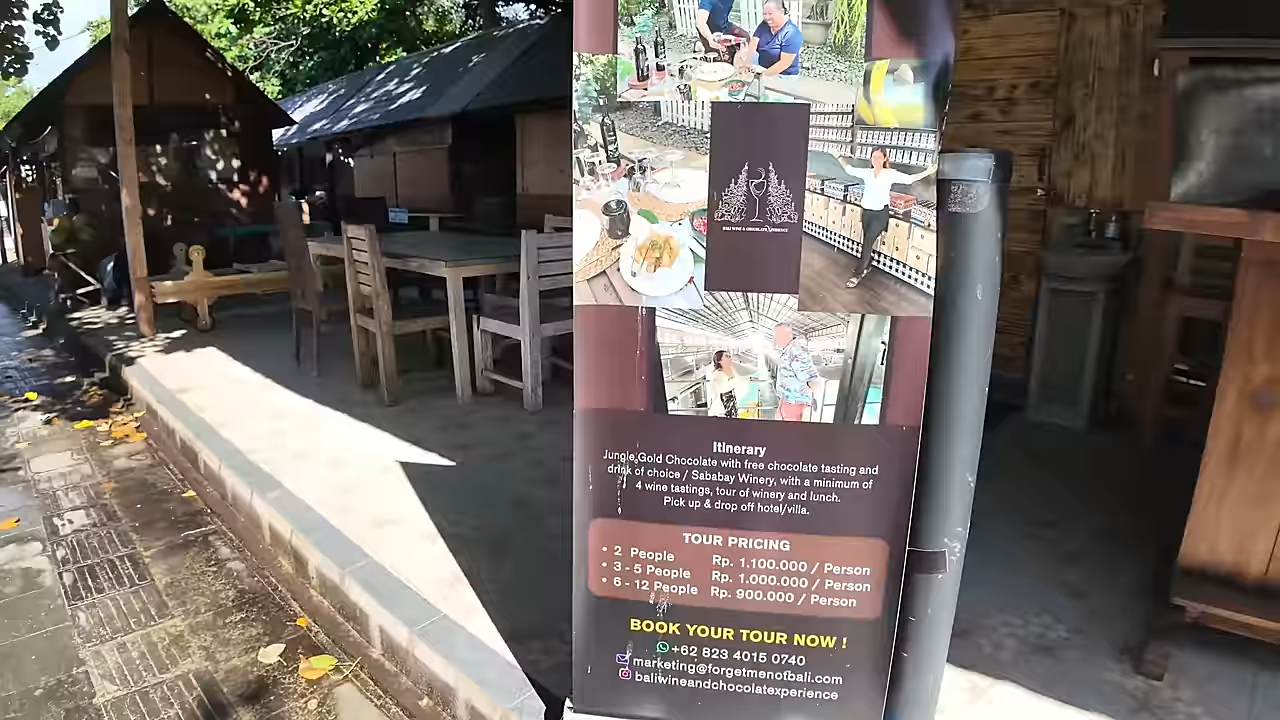 BALI WINE & CHOCOLATEXPERIENCE
Itinerary
Jungle Gold Chocolate with free chocolate tasting and
drink of choice / Sababay Winery, with a minimum of
4 wine tastings, tour of winery and lunch.
Pick up & drop off hotel/villa.
TOUR PRICING
• 2 People Rp. 1.100.000 / Person
• 3 - 5 People Rp. 1.000.000 / Person
• 6 - 12 People Rp. 900.000 / Person
BOOK YOUR TOUR NOW !
+62 823 4015 0740
marketing@forgetmenotbali.com
baliwineandchocolatexperience